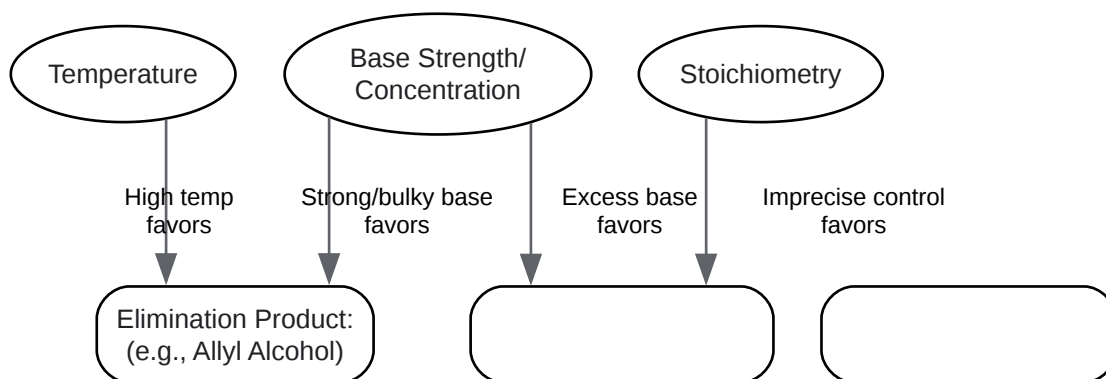 Temperature
Base Strength/
Concentration
Stoichiometry
High temp
favors
Strong/bulky base
favors
Excess base
favors
Imprecise control
favors
Elimination Product:
(e.g., Allyl Alcohol)